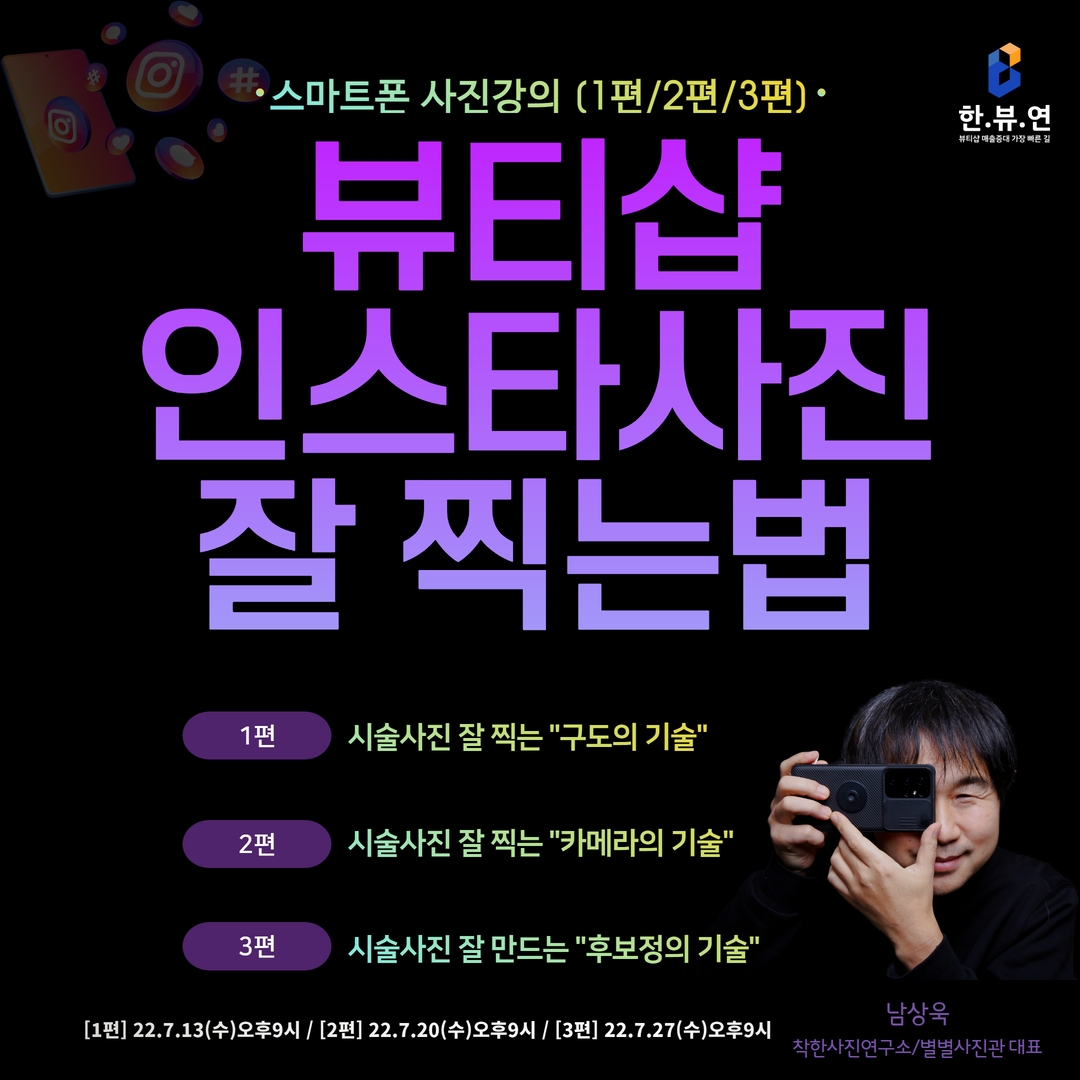 •스마트폰 사진강의 (1편/2편/3편)•
한.뷰.연
뷰티샵 매출증대 가장 빠른 길
뷰티샵
인스타사진
잘 찍는법
1편
시술사진 잘 찍는 "구도의 기술"
2편
시술사진 잘 찍는 "카메라의 기술"
3편
시술사진 잘 만드는 "후보정의 기술"
[1편] 22.7.13(수)오후9시 / [2편] 22.7.20(수)오후9시 / [3편] 22.7.27(수)오후9시
남상욱
착한사진연구소/별별사진관 대표